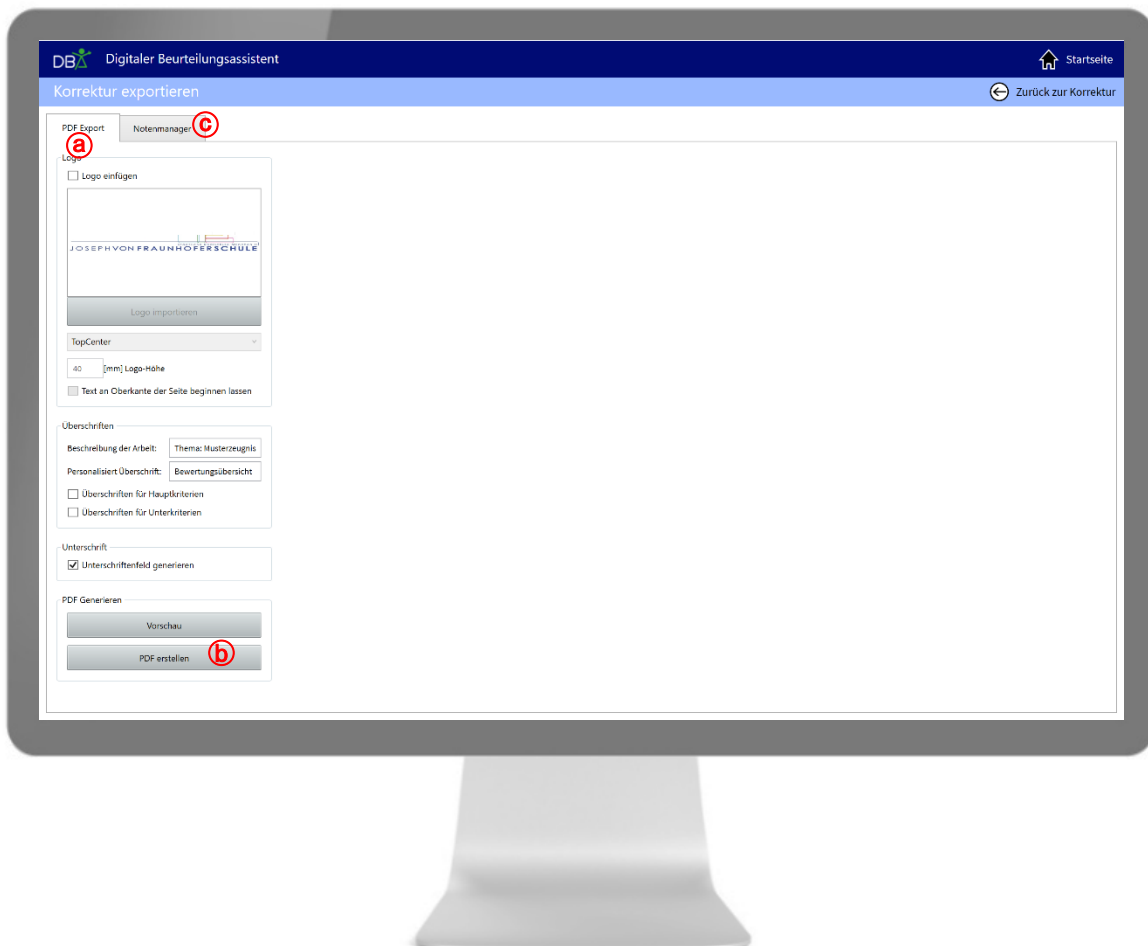 DBA Digitaler Beurteilungsassistent
Startseite
Korrektur exportieren
Zurück zur Korrektur
PDF Export
Notenmanager
ⓒ
ⓐ
Logo
Logo einfügen
JOSEPHVONFRAUNHOFERSCHULE
Logo importieren
TopCenter
40 [mm] Logo-Höhe
Text an Oberkante der Seite beginnen lassen
Überschriften
Beschreibung der Arbeit: Thema: Musterzeugnis
Personalisiert Überschrift: Bewertungsübersicht
Überschriften für Hauptkriterien
Überschriften für Unterkriterien
Unterschrift
Unterschriftenfeld generieren
PDF Generieren
Vorschau
PDF erstellen ⓑ